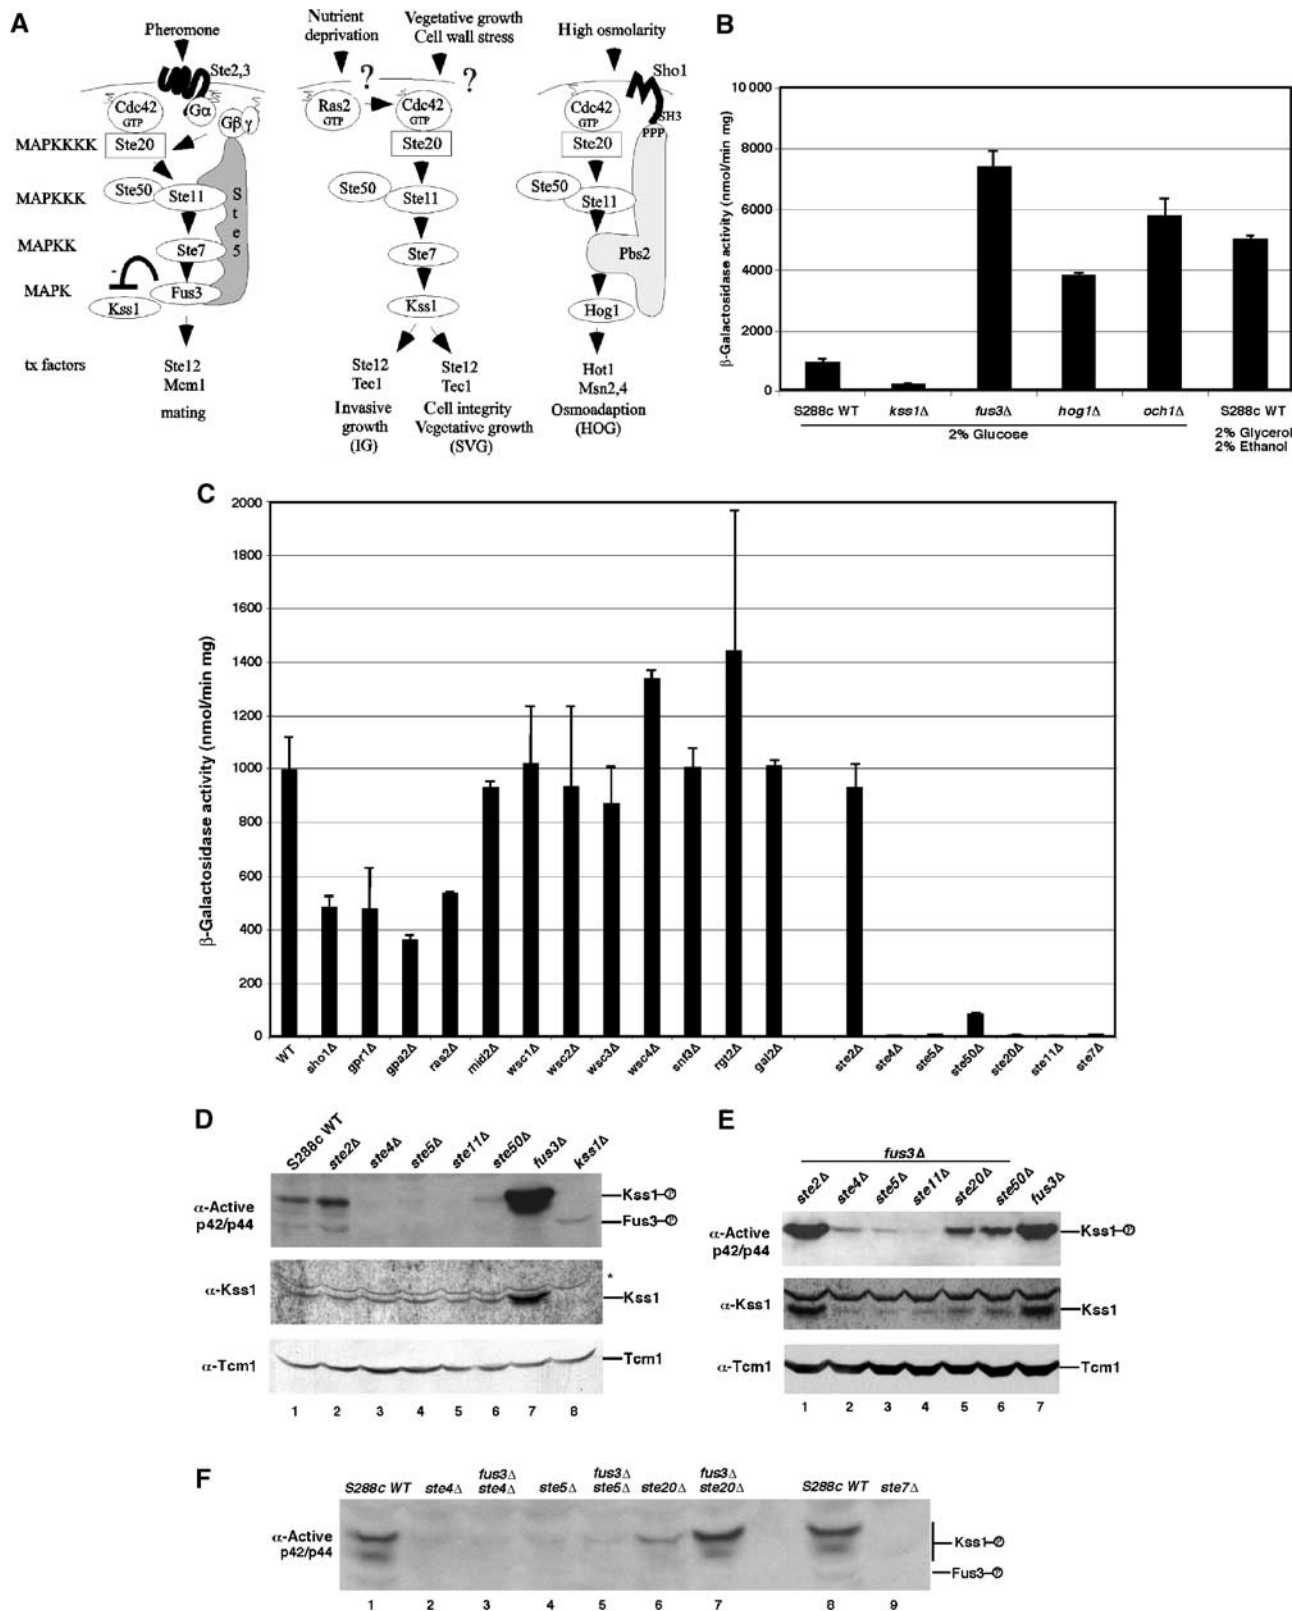 A
Pheromone
Nutrient
deprivation
Vegetative growth
Cell wall stress
High osmolarity
Ste2,3
?
?
Sho1
Cdc42
GTP
Gα
Gβ
γ
Ras2
GTP
Cdc42
GTP
Cdc42
GTP
SH3
PPP
MAPKKKK
Ste20
Ste20
Ste20
MAPKKK
Ste50
Ste11
Ste5
Ste50
Ste11
Ste50
Ste11
MAPKK
Ste7
Ste7
Pbs2
MAPK
-
Kss1
Fus3
Kss1
Hog1
tx factors
Ste12
Mcm1
mating
Ste12
Tec1
Invasive
growth
(IG)
Ste12
Tec1
Cell integrity
Vegetative growth
(SVG)
Hot1
Msn2,4
Osmoadaption
(HOG)
B
β-Galactosidase activity (nmol/min mg)
10 000
8000
6000
4000
2000
0
S288c WT
kss1Δ
fus3Δ
hog1Δ
och1Δ
S288c WT
2% Glucose
2% Glycerol
2% Ethanol
C
β-Galactosidase activity (nmol/min mg)
2000
1800
1600
1400
1200
1000
800
600
400
200
0
WT
sho1Δ
gpr1Δ
gpa2Δ
ras2Δ
mid2Δ
wsc1Δ
wsc2Δ
wsc3Δ
wsc4Δ
snf3Δ
rgt2Δ
gal2Δ
ste2Δ
ste4Δ
ste5Δ
ste50Δ
ste20Δ
ste11Δ
ste7Δ
D
S288c WT
ste2Δ
ste4Δ
ste5Δ
ste11Δ
ste50Δ
fus3Δ
kss1Δ
α-Active
p42/p44
Kss1-P
Fus3-P
α-Kss1
*
Kss1
α-Tcm1
Tcm1
1 2 3 4 5 6 7 8
E
fus3Δ
ste2Δ
ste4Δ
ste5Δ
ste11Δ
ste20Δ
ste50Δ
fus3Δ
α-Active
p42/p44
Kss1-P
α-Kss1
Kss1
α-Tcm1
Tcm1
1 2 3 4 5 6 7
F
S288c WT
ste4Δ
fus3Δ
ste4Δ
ste5Δ
fus3Δ
ste5Δ
ste20Δ
fus3Δ
ste20Δ
S288c WT
ste7Δ
α-Active
p42/p44
Kss1-P
Fus3-P
1 2 3 4 5 6 7 8 9